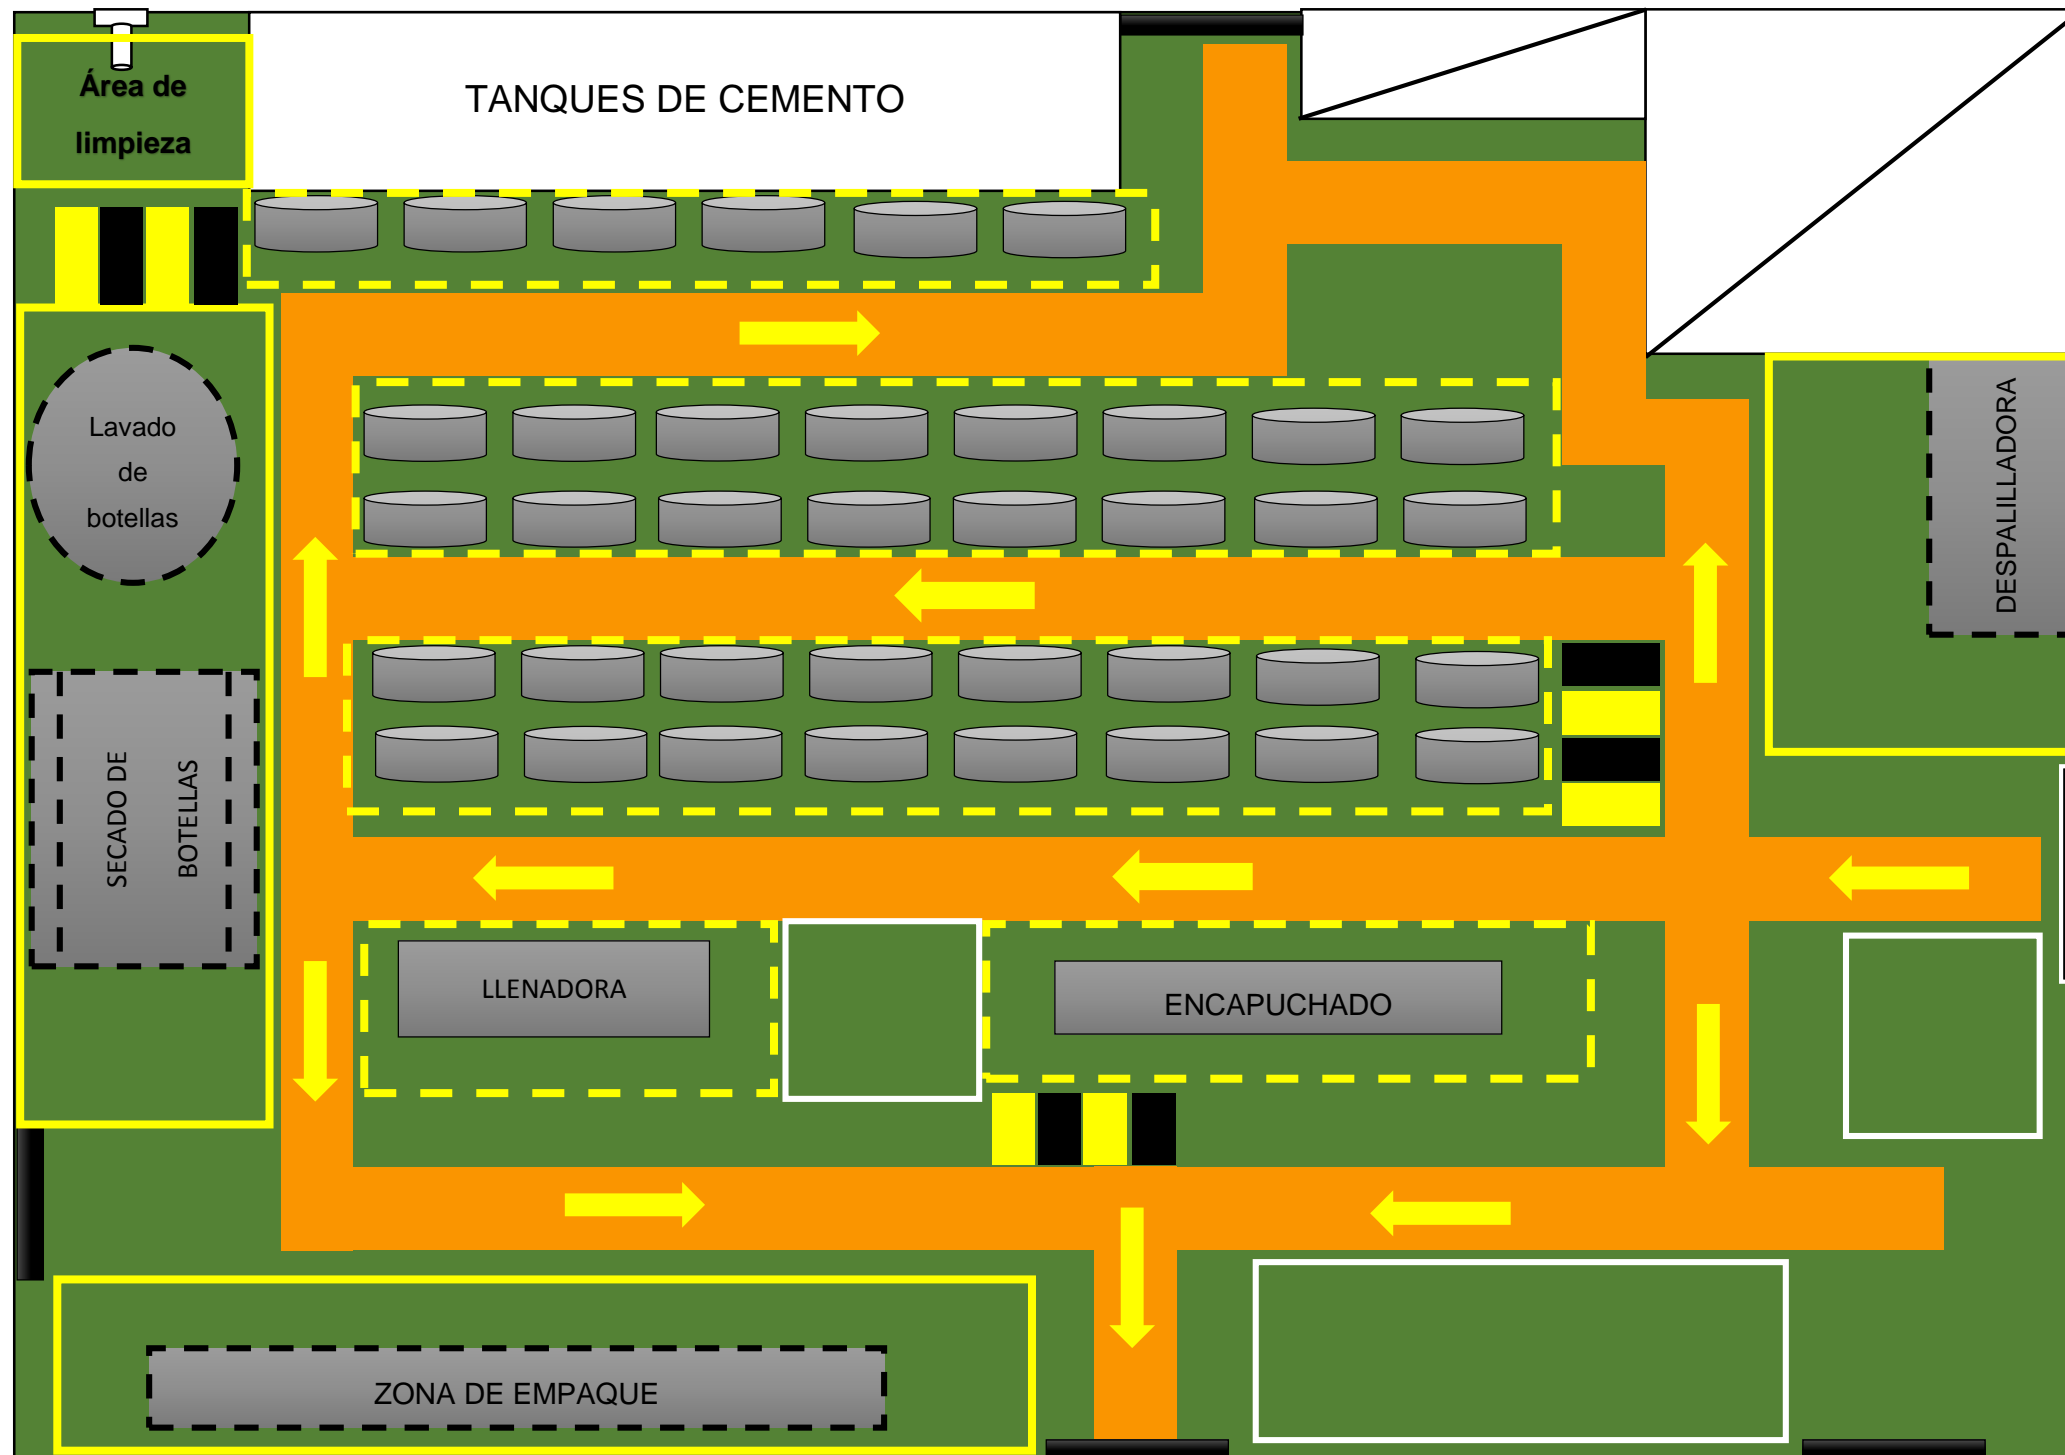 Área de
limpieza
TANQUES DE CEMENTO
Lavado
de
botellas
DESPALILLADORA
SECADO DE
BOTELLAS
LLENADORA
ENCAPUCHADO
ZONA DE EMPAQUE